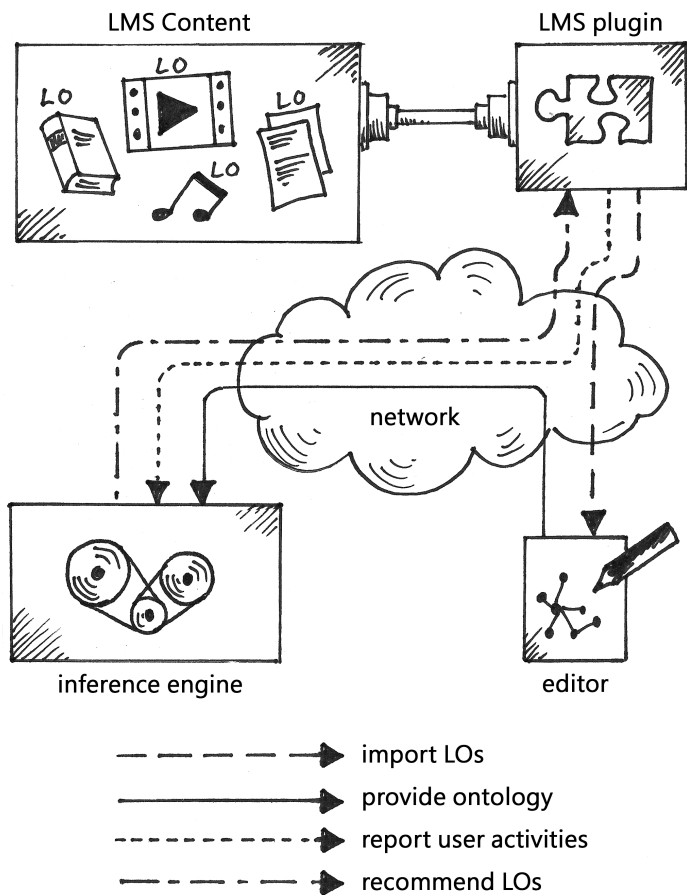 LMS Content
LMS plugin
LO
LO
LO
LO
network
inference engine
editor
import LOs
provide ontology
report user activities
recommend LOs